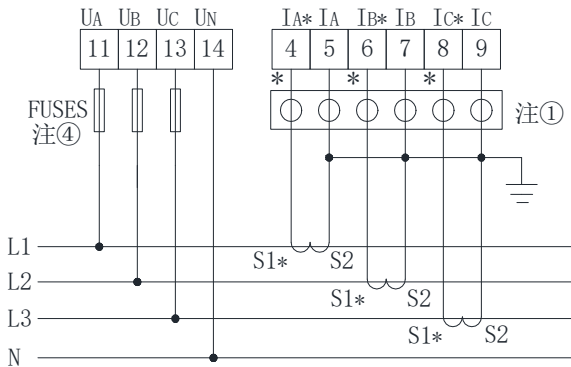 UA UB UC UN IA* IA IB* IB IC* IC
11 12 13 14 4 5 6 7 8 9
* * *
FUSES
注④
注①
L1
S1* S2
L2
S1* S2
L3
S1* S2
N